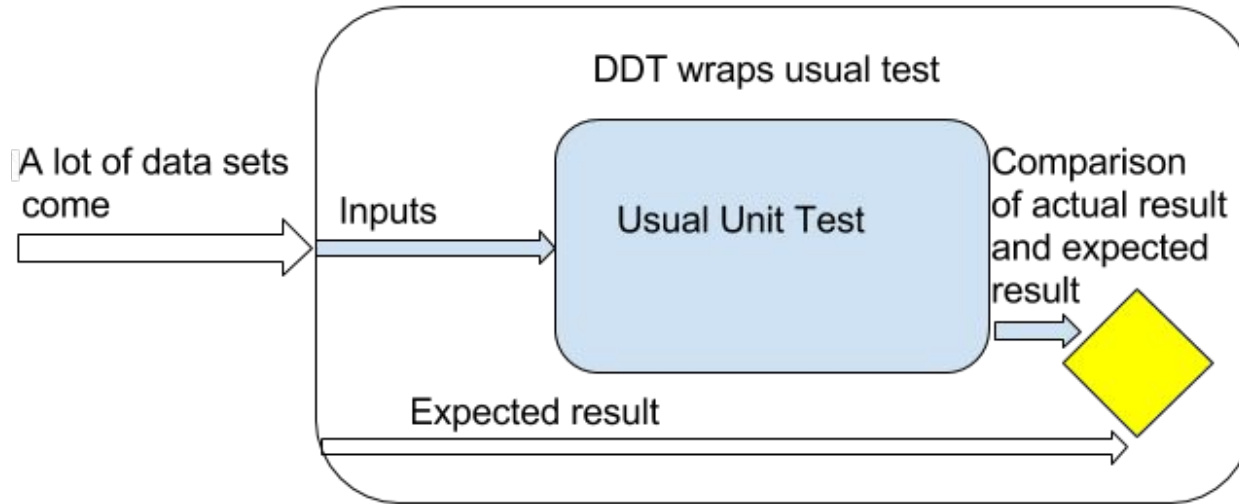 DDT wraps usual test
A lot of data sets
come
Inputs
Usual Unit Test
Comparison
of actual result
and expected
result
Expected result